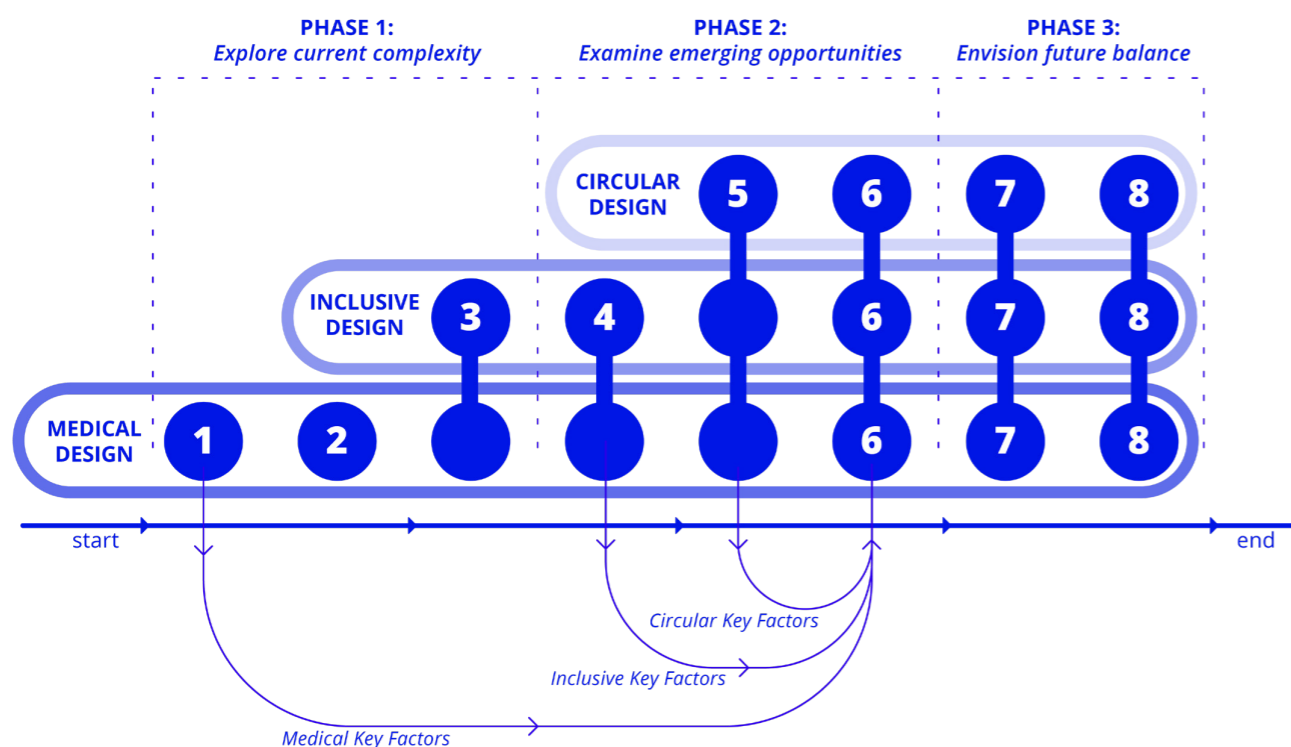 PHASE 1:
Explore current complexity
PHASE 2:
Examine emerging opportunities
PHASE 3:
Envision future balance
CIRCULAR
DESIGN
5
6
7
8
INCLUSIVE
DESIGN
3
4
6
7
8
MEDICAL
DESIGN
1
2
6
7
8
start
end
Circular Key Factors
Inclusive Key Factors
Medical Key Factors